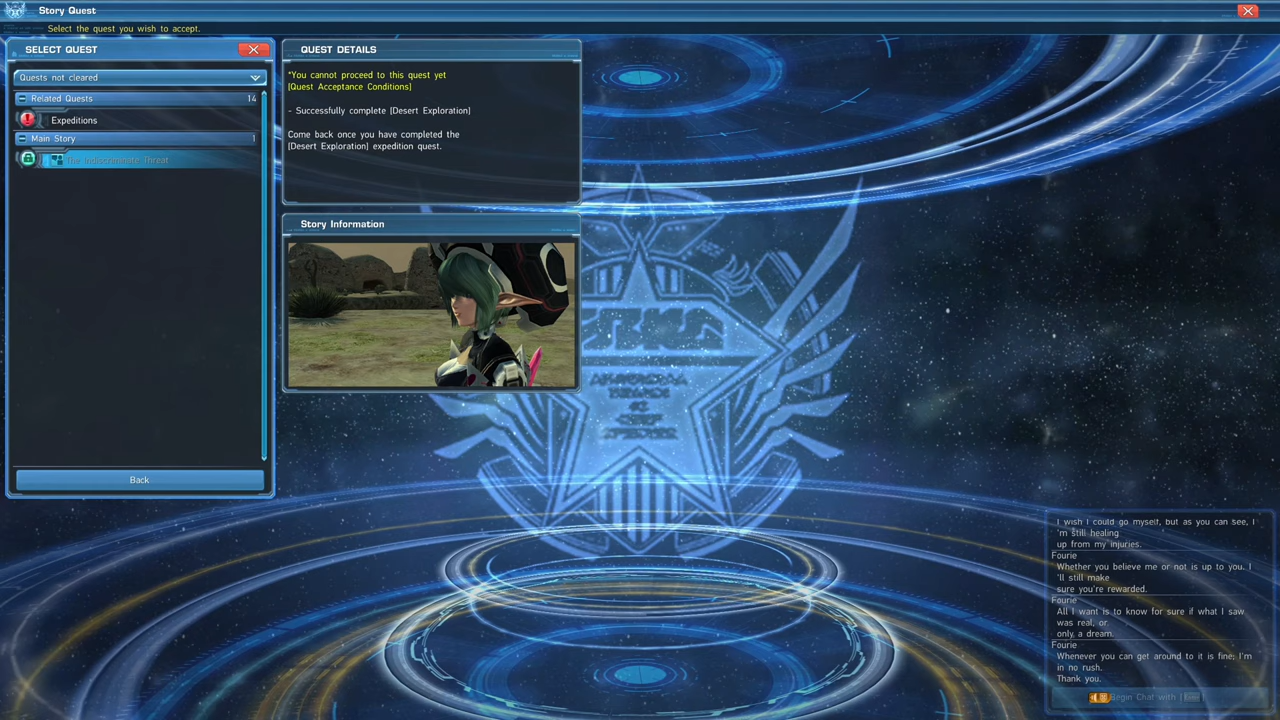 Story Quest
Select the quest you wish to accept.
SELECT QUEST
Quests not cleared
Related Quests 14
Expeditions
Main Story 1
The Indiscriminate Threat
Back
QUEST DETAILS
*You cannot proceed to this quest yet
[Quest Acceptance Conditions]
- Successfully complete [Desert Exploration]
Come back once you have completed the
[Desert Exploration] expedition quest.
Story Information
I wish I could go myself, but as you can see, I
'm still healing
up from my injuries.
Fourie
Whether you believe me or not is up to you. I
'll still make
sure you're rewarded.
Fourie
All I want is to know for sure if what I saw
was real, or
only, a dream.
Fourie
Whenever you can get around to it is fine; I'm
in no rush.
Thank you.
Begin Chat with